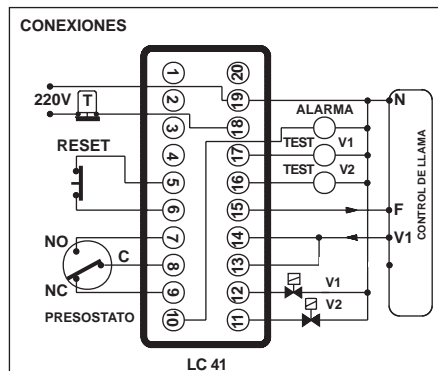 CONEXIONES
1 20
220V T 2 19 N
3 18 ALARMA
RESET 4 17 TEST V1
5 16 TEST V2
6 15 F
NO 7 14 V1
C 8 13
NC 9 12 V1
PRESOSTATO 10 11 V2
LC 41
CONTROL DE LLAMA